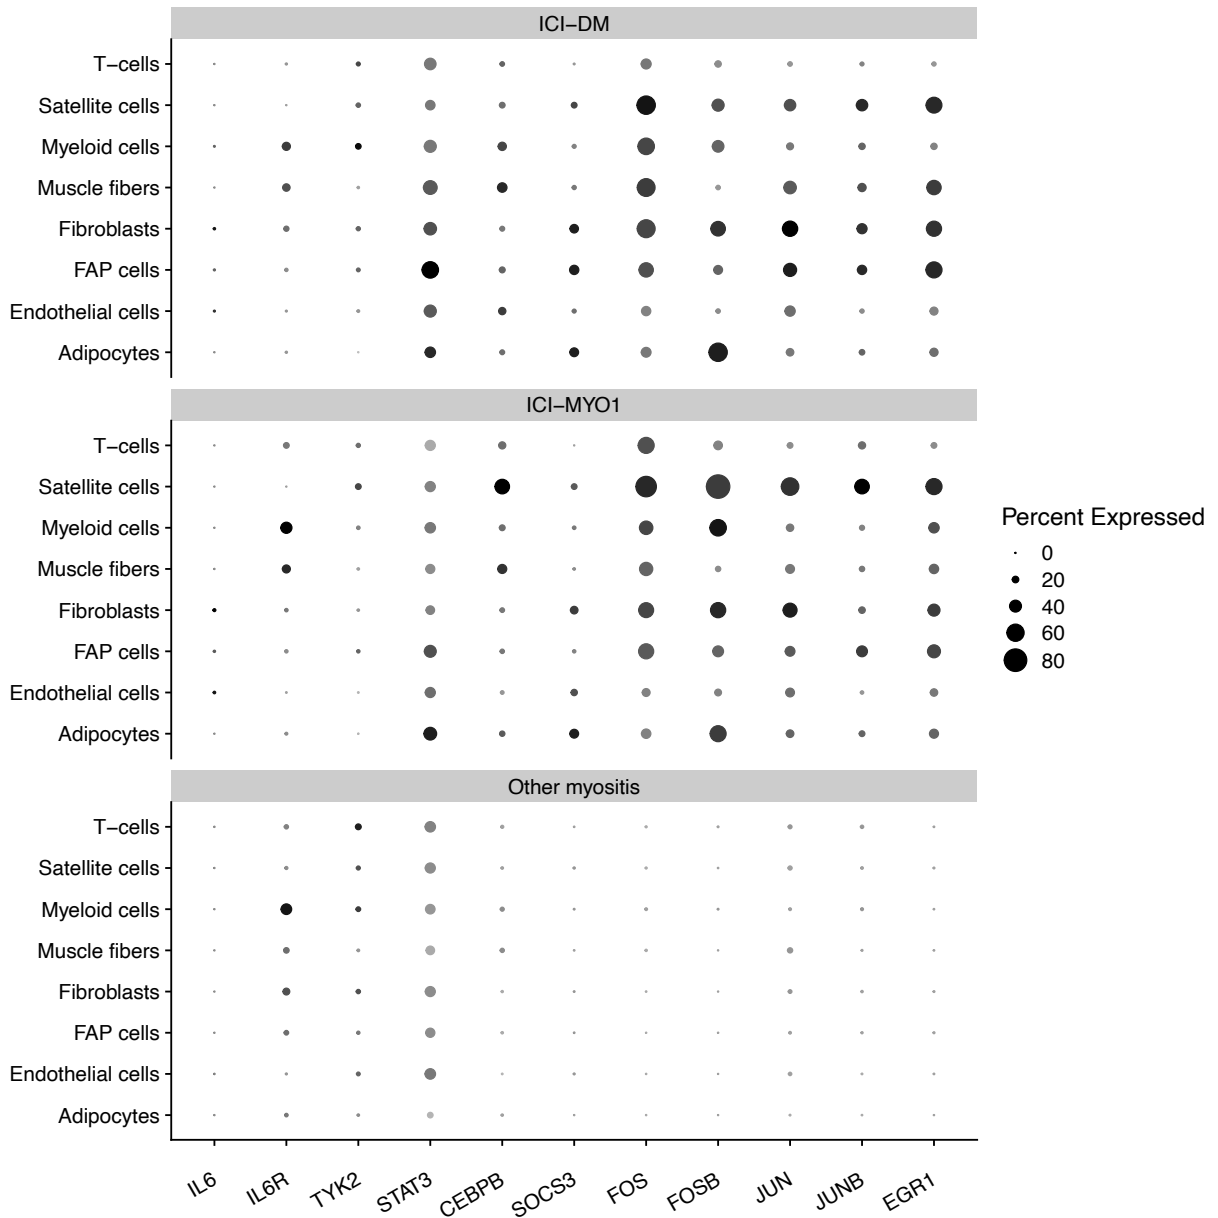 ICI−DM
T−cells
Satellite cells
Myeloid cells
Muscle fibers
Fibroblasts
FAP cells
Endothelial cells
Adipocytes
ICI−MYO1
T−cells
Satellite cells
Myeloid cells
Muscle fibers
Fibroblasts
FAP cells
Endothelial cells
Adipocytes
Other myositis
T−cells
Satellite cells
Myeloid cells
Muscle fibers
Fibroblasts
FAP cells
Endothelial cells
Adipocytes
IL6 IL6R TYK2 STAT3 CEBPB SOCS3 FOS FOSB JUN JUNB EGR1
Percent Expressed
0
20
40
60
80